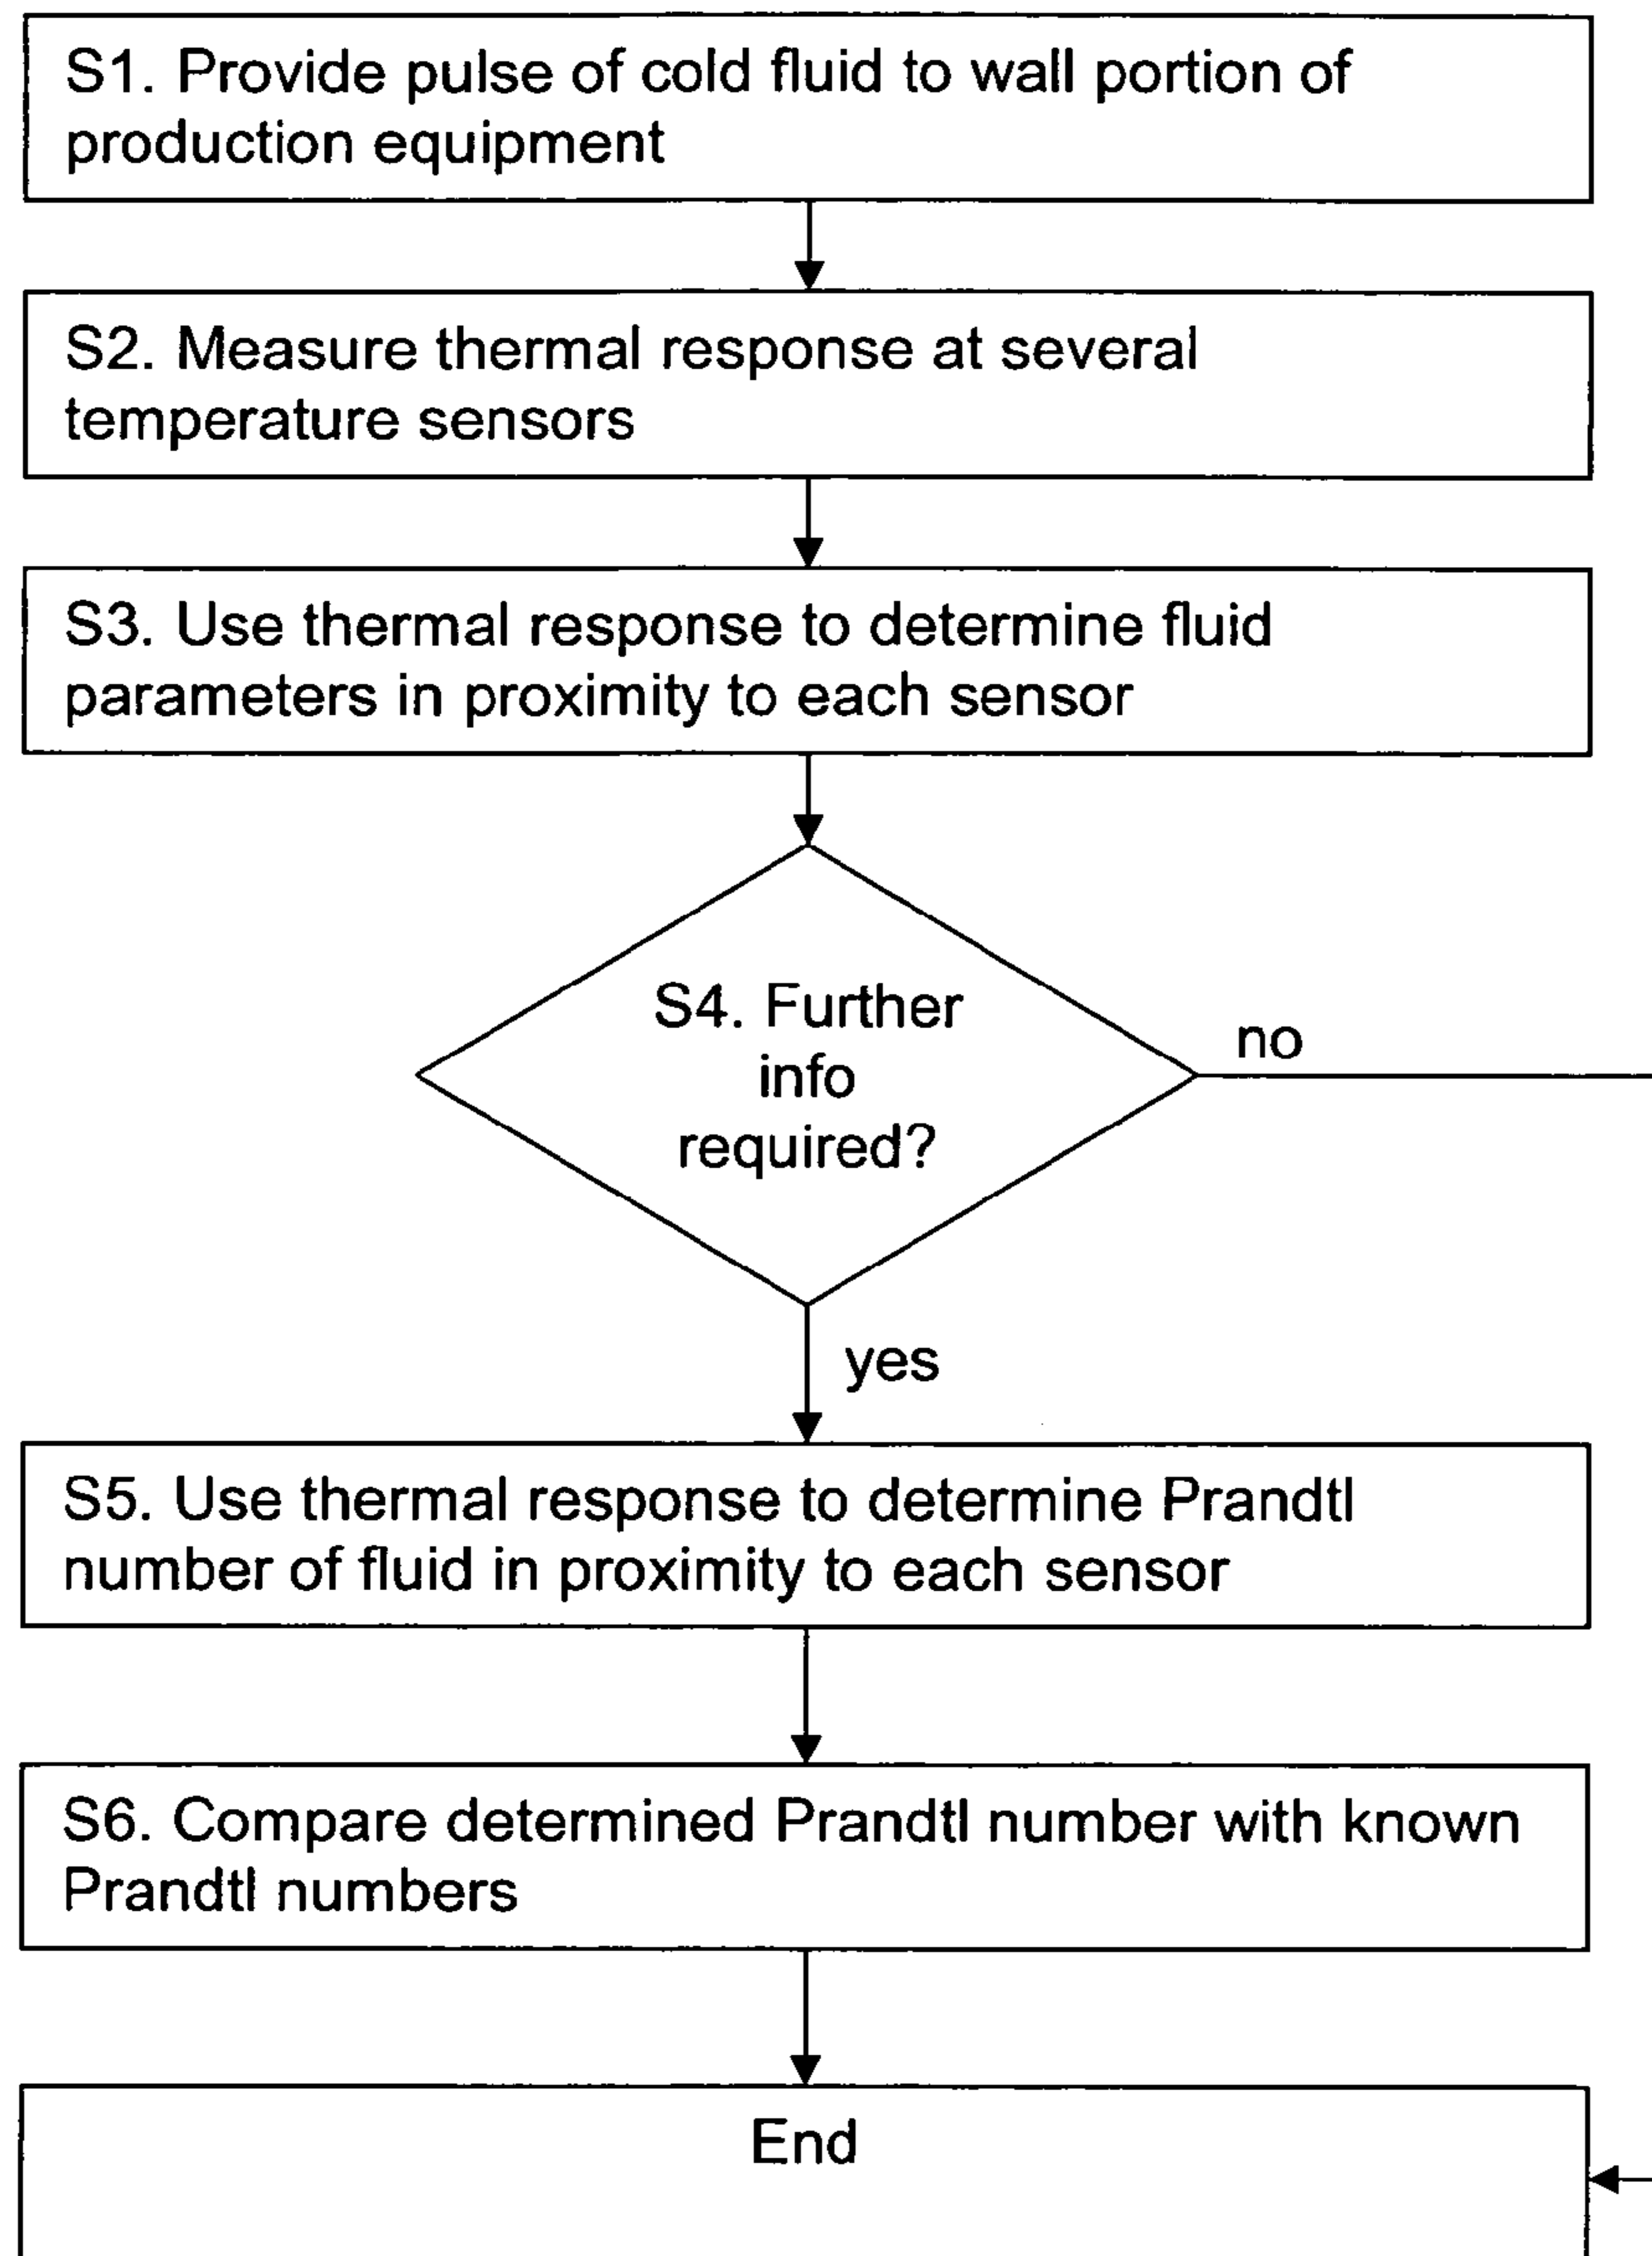 S1. Provide pulse of cold fluid to wall portion of
production equipment
S2. Measure thermal response at several
temperature sensors
S3. Use thermal response to determine fluid
parameters in proximity to each sensor
S4. Further
info
required?
no
yes
S5. Use thermal response to determine Prandtl
number of fluid in proximity to each sensor
S6. Compare determined Prandtl number with known
Prandtl numbers
End